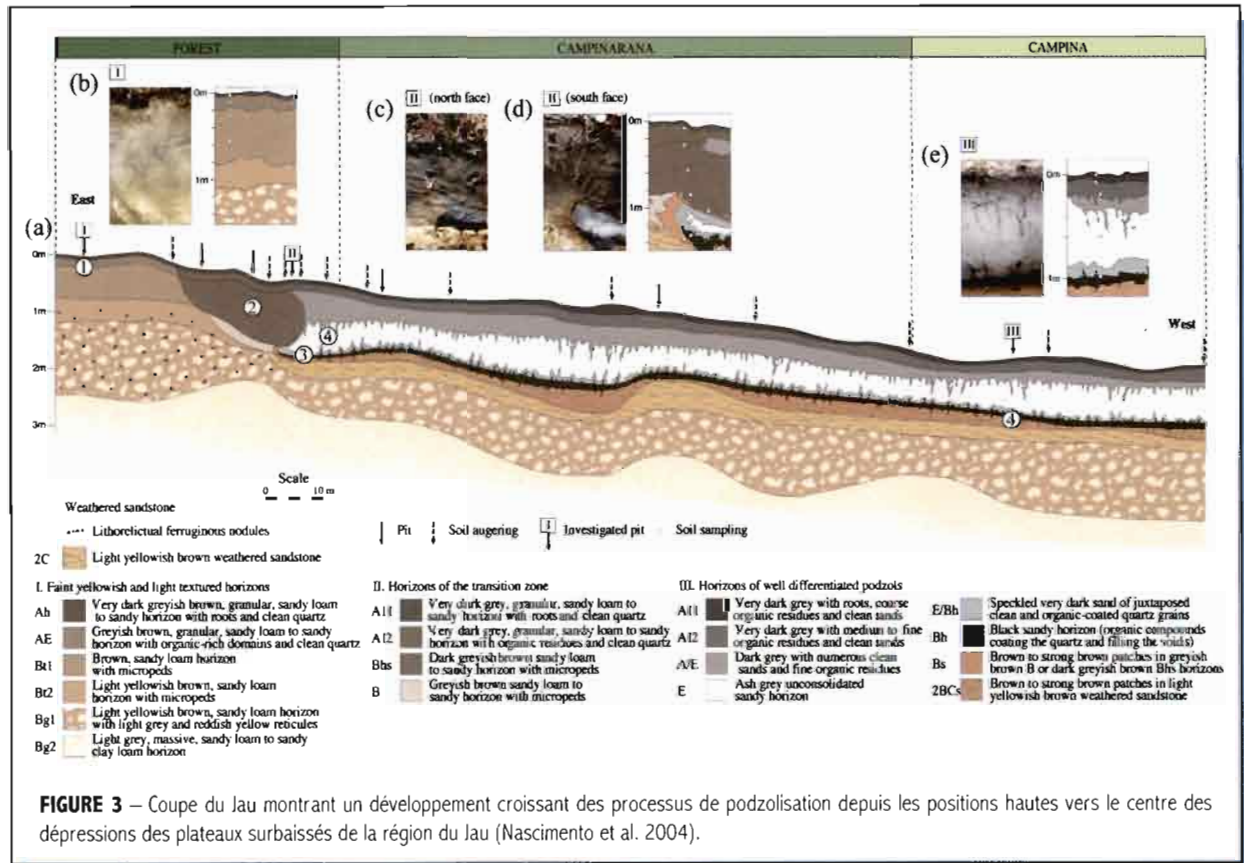 FOREST
CAMPINARANA
CAMPINA
(b)
I
0m
1m
(c)
II (north face)
(d)
II (south face)
0m
1m
(e)
III
0m
1m
East
West
(a)
I
II
III
0m
1m
2m
3m
1
2
3
4
4
Scale
0 10 m
Weathered sandstone
Lithorelictual ferruginous nodules
2C Light yellowish brown weathered sandstone
Pit
Soil augering
I Investigated pit
Soil sampling
I. Faint yellowish and light textured horizons
Ah Very dark greyish brown, granular, sandy loam
to sandy horizon with roots and clean quartz
AE Greyish brown, granular, sandy loam to sandy
horizon with organic-rich domains and clean quartz
Bt1 Brown, sandy loam horizon
with micropeds
Bt2 Light yellowish brown, sandy loam
horizon with micropeds
Bg1 Light yellowish brown, sandy loam horizon
with light grey and reddish yellow reticules
Bg2 Light grey, massive, sandy loam to sandy
clay loam horizon
II. Horizons of the transition zone
A11 Very dark grey, granular, sandy loam to
sandy horizon with roots and clean quartz
A12 Very dark grey, granular, sandy loam to sandy
horizon with organic residues and clean quartz
Bhs Dark greyish brown sandy loam
to sandy horizon with micropeds
B Greyish brown sandy loam to
sandy horizon with micropeds
III. Horizons of well differentiated podzols
A11 Very dark grey with roots, coarse
organic residues and clean sands
A12 Very dark grey with medium to fine
organic residues and clean sands
A/E Dark grey with numerous clean
sands and fine organic residues
E Ash grey unconsolidated
sandy horizon
E/Bh Speckled very dark sand of juxtaposed
clean and organic-coated quartz grains
Bh Black sandy horizon (organic compounds
coating the quartz and filling the voids)
Bs Brown to strong brown patches in greyish
brown B or dark greyish brown Bhs horizons
2BCs Brown to strong brown patches in light
yellowish brown weathered sandstone
FIGURE 3 – Coupe du Jau montrant un développement croissant des processus de podzolisation depuis les positions hautes vers le centre des
dépressions des plateaux surbaissés de la région du Jau (Nascimento et al. 2004).